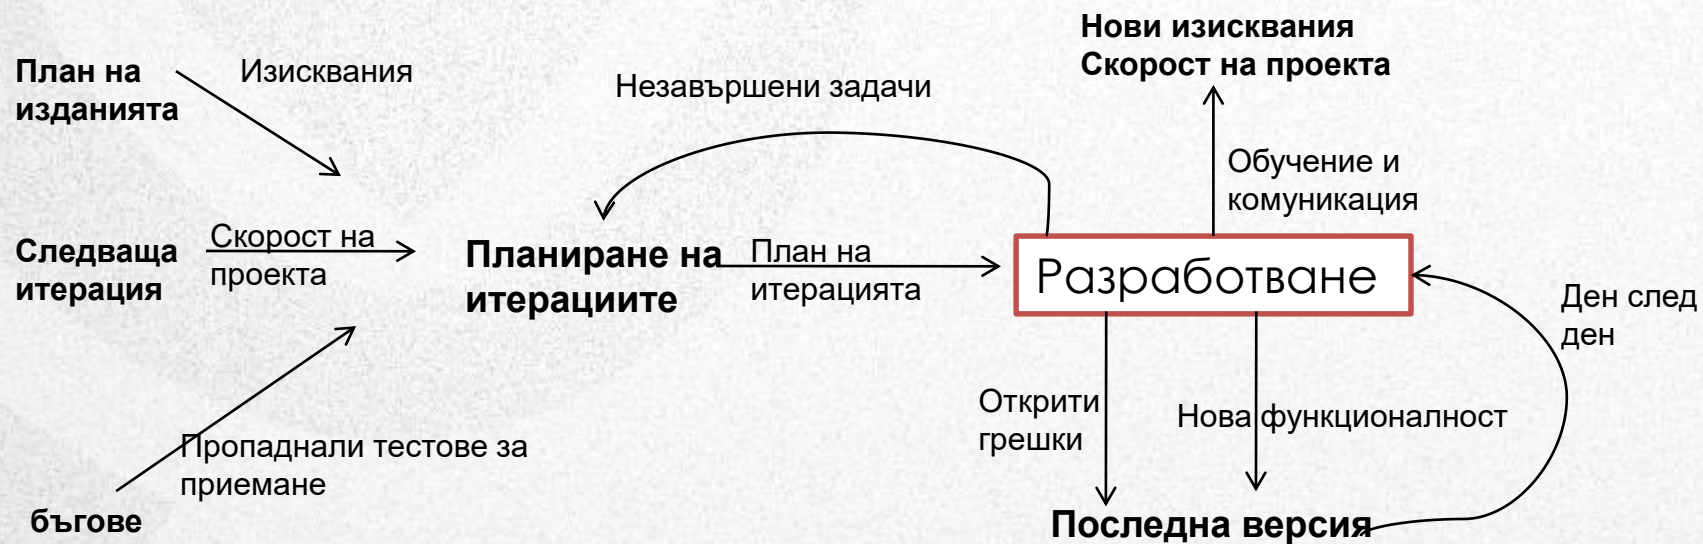 Нови изисквания
Скорост на проекта
План на
изданията
Изисквания
Незавършени задачи
Обучение и
комуникация
Следваща
итерация
Скорост на
проекта
Планиране на
итерациите
План на
итерацията
Разработване
Ден след
ден
Открити
грешки
Нова функционалност
Пропаднали тестове за
приемане
бъгове
Последна версия